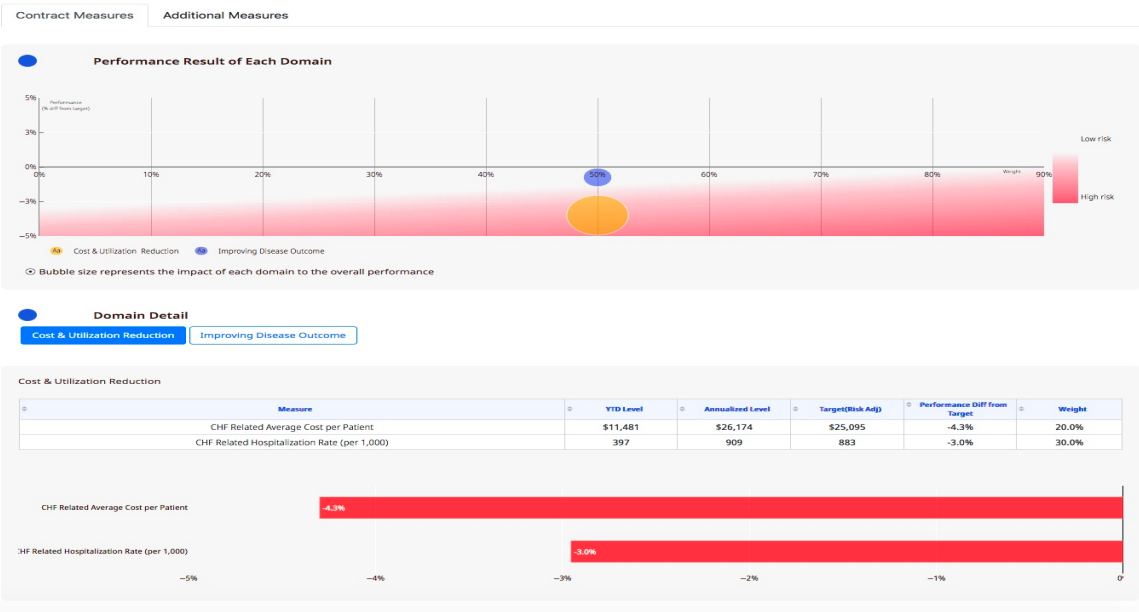 Contract Measures Additional Measures
Performance Result of Each Domain
Performance
(% diff from target)
5%
3%
0%
−3%
−5%
0% 10% 20% 30% 40% 50% 60% 70% 80% 90%
Weight
Low risk
High risk
Aa Cost & Utilization Reduction Aa Improving Disease Outcome
Bubble size represents the impact of each domain to the overall performance
Domain Detail
Cost & Utilization Reduction Improving Disease Outcome
Cost & Utilization Reduction
Measure YTD Level Annualized Level Target(Risk Adj) Performance Diff from Target Weight
CHF Related Average Cost per Patient $11,481 $26,174 $25,095 -4.3% 20.0%
CHF Related Hospitalization Rate (per 1,000) 397 909 883 -3.0% 30.0%
CHF Related Average Cost per Patient -4.3%
:HF Related Hospitalization Rate (per 1,000) -3.0%
−5% −4% −3% −2% −1% 0